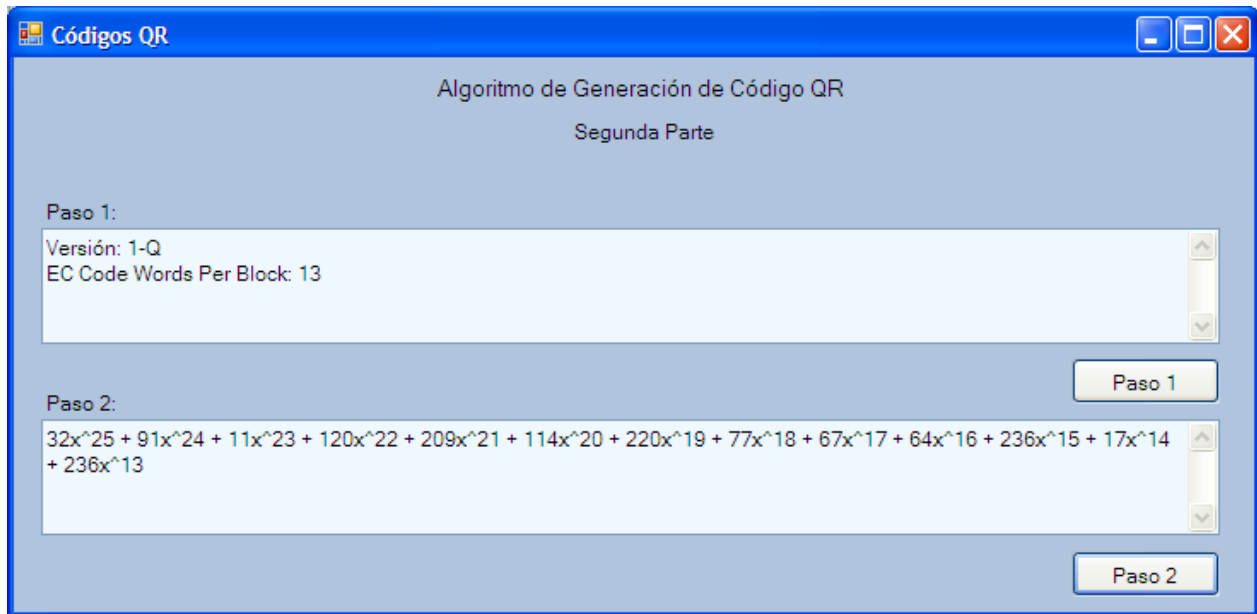 Códigos QR
Algoritmo de Generación de Código QR
Segunda Parte
Paso 1:
Versión: 1-Q
EC Code Words Per Block: 13
Paso 1
Paso 2:
32x^25 + 91x^24 + 11x^23 + 120x^22 + 209x^21 + 114x^20 + 220x^19 + 77x^18 + 67x^17 + 64x^16 + 236x^15 + 17x^14
+ 236x^13
Paso 2